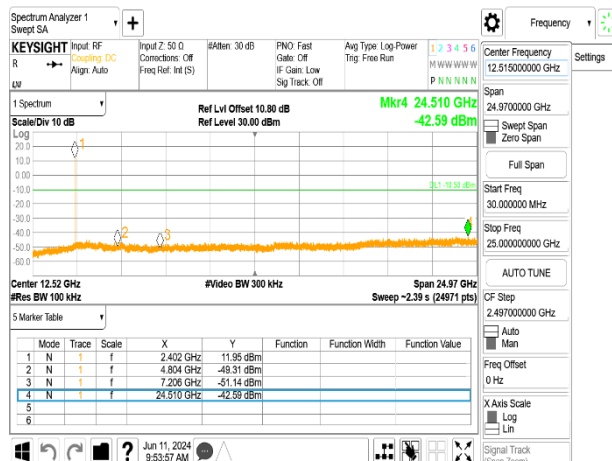 Spectrum Analyzer 1
Swept SA
Frequency
KEYSIGHT
Input: RF
Coupling: DC
Align: Auto
Input Z: 50 Ω
Corrections: Off
Freq Ref: Int (S)
#Atten: 30 dB
PNO: Fast
Gate: Off
IF Gain: Low
Sig Track: Off
Avg Type: Log-Power
Trig: Free Run
1 2 3 4 5 6
M W W W W W
P N N N N N
R
Center Frequency
12.515000000 GHz
Settings
Span
24.9700000 GHz
Swept Span
Zero Span
Full Span
Start Freq
30.000000 MHz
Stop Freq
25.000000000 GHz
AUTO TUNE
CF Step
2.497000000 GHz
Auto
Man
Freq Offset
0 Hz
X Axis Scale
Log
Lin
Signal Track
1 Spectrum
Scale/Div 10 dB
Ref Lvl Offset 10.80 dB
Ref Level 30.00 dBm
Mkr4 24.510 GHz
-42.59 dBm
Log
20.0
10.0
0.00
-10.0
-20.0
-30.0
-40.0
-50.0
-60.0
1
2
3
Center 12.52 GHz
#Res BW 100 kHz
#Video BW 300 kHz
Span 24.97 GHz
Sweep ~2.39 s (24971 pts)
5 Marker Table
Mode Trace Scale X Y Function Function Width Function Value
1 N 1 f 2.402 GHz 11.95 dBm
2 N 1 f 4.804 GHz -49.31 dBm
3 N 1 f 7.206 GHz -51.14 dBm
4 N 1 f 24.510 GHz -42.59 dBm
5
6
?
Jun 11, 2024
9:53:57 AM